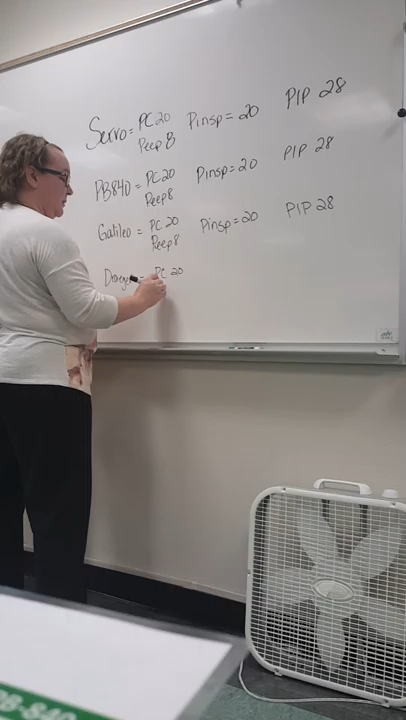 Servo = PC 20 Pinsp = 20 PIP 28
Peep 8
PB840 = PC 20 Pinsp = 20 PIP 28
Peep 8
Galileo = PC 20 Pinsp = 20 PIP 28
Peep 8
= PC 20